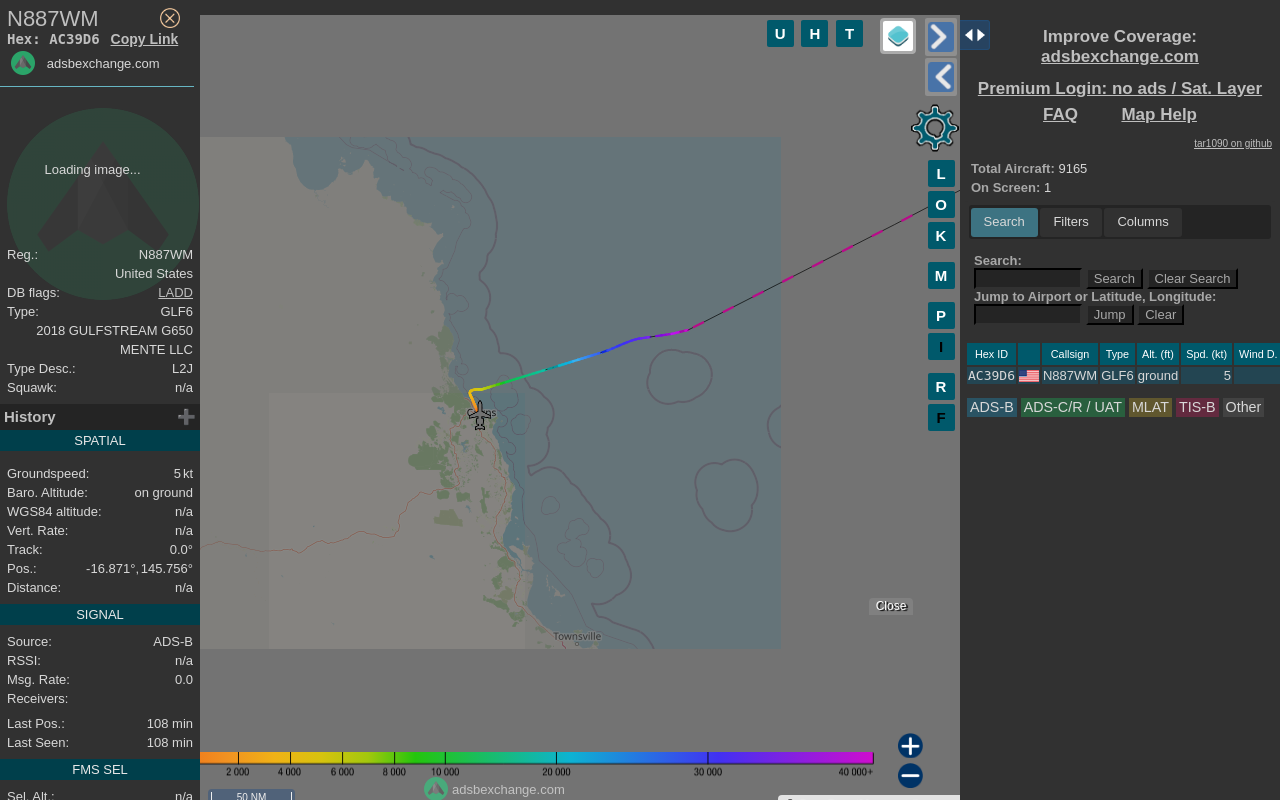 N887WM
Hex: AC39D6 Copy Link
adsbexchange.com
Loading image...
Reg.: N887WM
United States
DB flags: LADD
Type: GLF6
2018 GULFSTREAM G650
MENTE LLC
Type Desc.: L2J
Squawk: n/a
History
SPATIAL
Groundspeed: 5 kt
Baro. Altitude: on ground
WGS84 altitude: n/a
Vert. Rate: n/a
Track: 0.0°
Pos.: -16.871°, 145.756°
Distance: n/a
SIGNAL
Source: ADS-B
RSSI: n/a
Msg. Rate: 0.0
Receivers:
Last Pos.: 108 min
Last Seen: 108 min
FMS SEL
Sel. Alt.: n/a
U H T
L
O
K
M
P
I
R
F
Townsville
Close
2 000 4 000 6 000 8 000 10 000 20 000 30 000 40 000+
50 NM
adsbexchange.com
Improve Coverage:
adsbexchange.com
Premium Login: no ads / Sat. Layer
FAQ Map Help
tar1090 on github
Total Aircraft: 9165
On Screen: 1
Search Filters Columns
Search:
Search Clear Search
Jump to Airport or Latitude, Longitude:
Jump Clear
Hex ID Callsign Type Alt. (ft) Spd. (kt) Wind D.
AC39D6 N887WM GLF6 ground 5
ADS-B ADS-C/R / UAT MLAT TIS-B Other